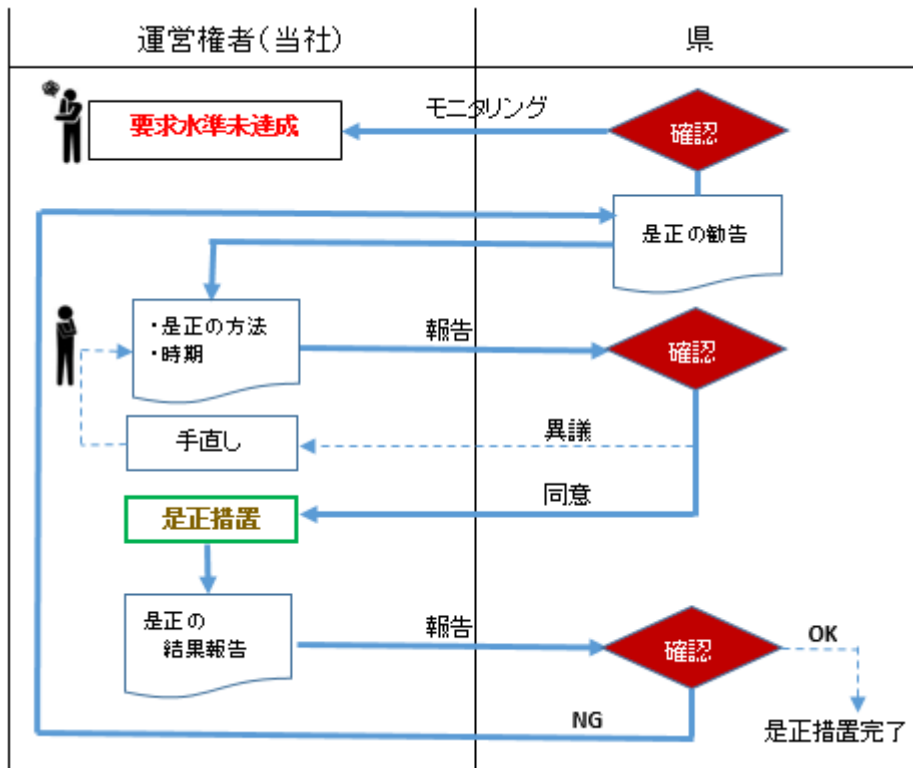 運営権者(当社)
県
要求水準未達成
モニタリング
確認
是正の勧告
・是正の方法
・時期
報告
確認
手直し
異議
同意
是正措置
是正の
結果報告
報告
確認
OK
NG
是正措置完了